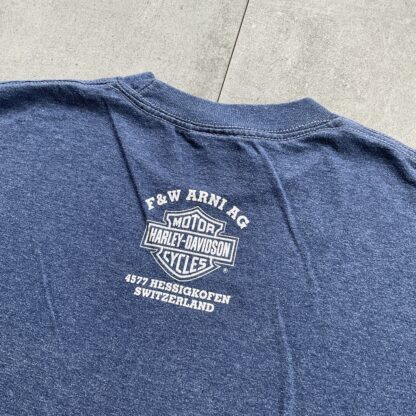 F&W ARNI AG
MOTOR
HARLEY-DAVIDSON
CYCLES
®
4577 HESSIGKOFEN
SWITZERLAND